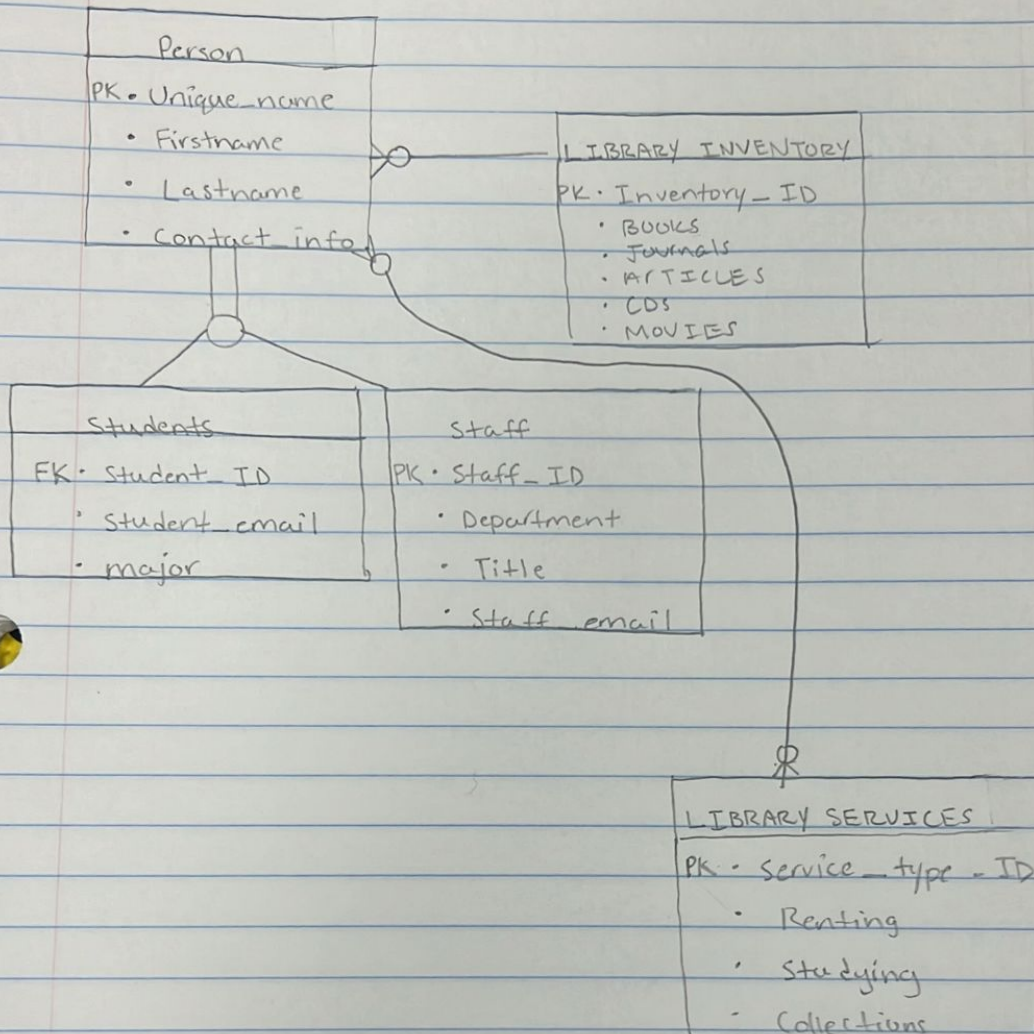 Person
PK • Unique_name
• Firstname
• Lastname
• Contact_info
LIBRARY INVENTORY
PK • Inventory_ID
• BOOKS
• Journals
• ARTICLES
• CDS
• MOVIES
Students
FK • Student_ID
• Student_email
• major
Staff
PK • Staff_ID
• Department
• Title
• Staff_email
LIBRARY SERVICES
PK • Service_type_ID
• Renting
• Studying
• Collections